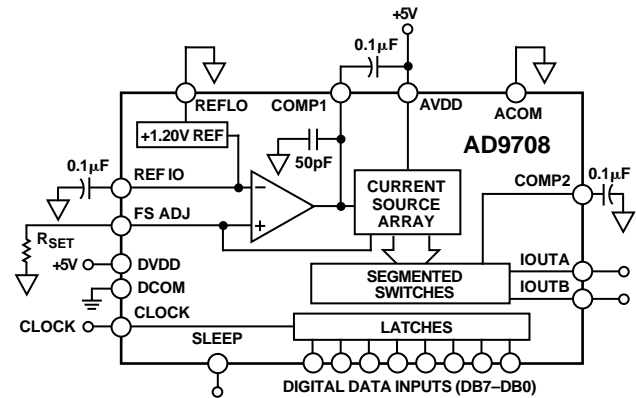 +5V
0.1µF
REFLO
COMP1
AVDD
ACOM
+1.20V REF
AD9708
50pF
0.1µF
REF IO
COMP2
0.1µF
CURRENT
SOURCE
ARRAY
FS ADJ
RSET
+5V
DVDD
DCOM
SEGMENTED
SWITCHES
IOUTA
IOUTB
CLOCK
CLOCK
LATCHES
SLEEP
DIGITAL DATA INPUTS (DB7–DB0)